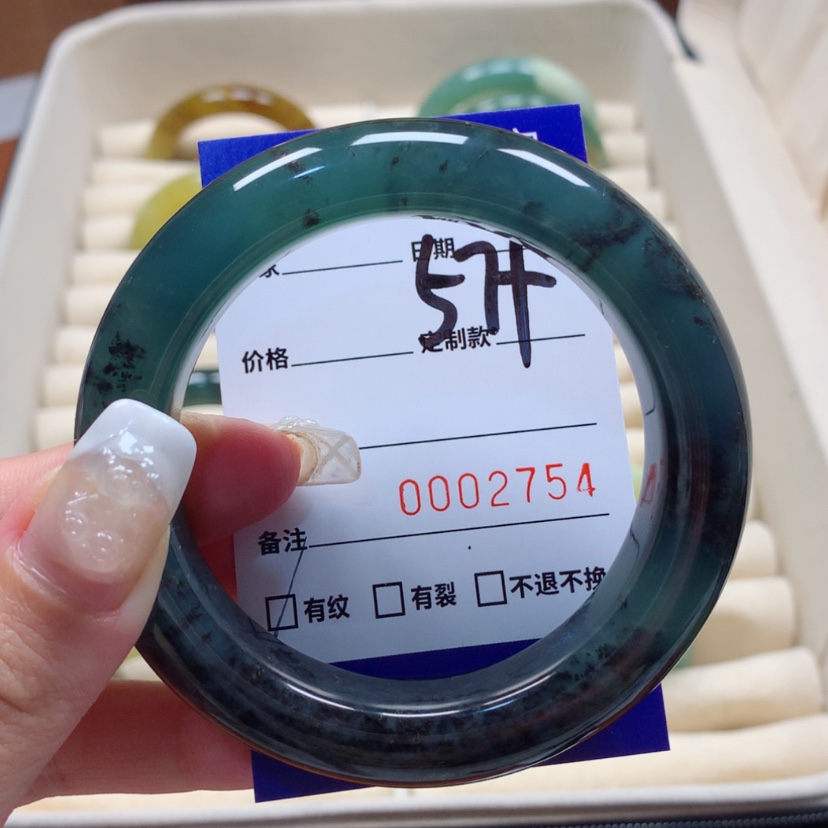 日期
57+
价格 定制款
0002754
备注
有纹 有裂 不退不换